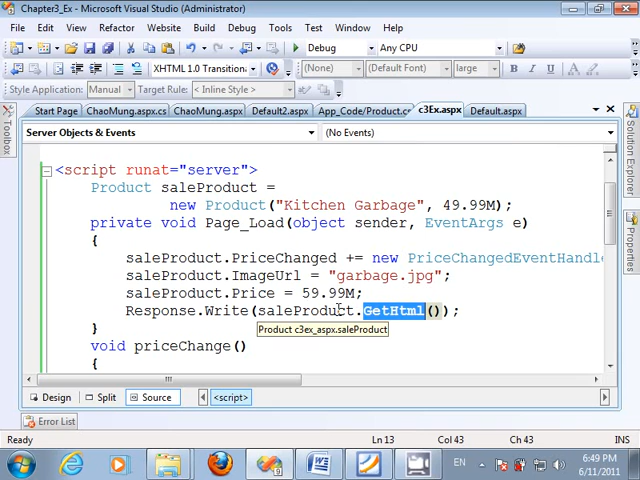 Chapter3_Ex - Microsoft Visual Studio (Administrator)
File Edit View Refactor Website Build Debug Tools Test Window Help
Debug Any CPU
XHTML 1.0 Transition (None) (Default Font) large B I U A
Style Application: Manual Target Rule: < Inline Style >
Start Page ChaoMung.aspx.cs ChaoMung.aspx Default2.aspx App_Code/Product.cs c3Ex.aspx Default.aspx
Server Objects & Events (No Events)
Toolbox
<script runat="server">
Product saleProduct =
new Product("Kitchen Garbage", 49.99M);
private void Page_Load(object sender, EventArgs e)
{
saleProduct.PriceChanged += new PriceChangedEventHandle
saleProduct.ImageUrl = "garbage.jpg";
saleProduct.Price = 59.99M;
Response.Write(saleProduct.GetHtml());
}
Product c3ex_aspx.saleProduct
void priceChange()
{
Solution Explorer
Properties
Design Split Source <script>
Error List
Ready Ln 13 Col 43 Ch 43 INS
EN 6:49 PM
6/11/2011